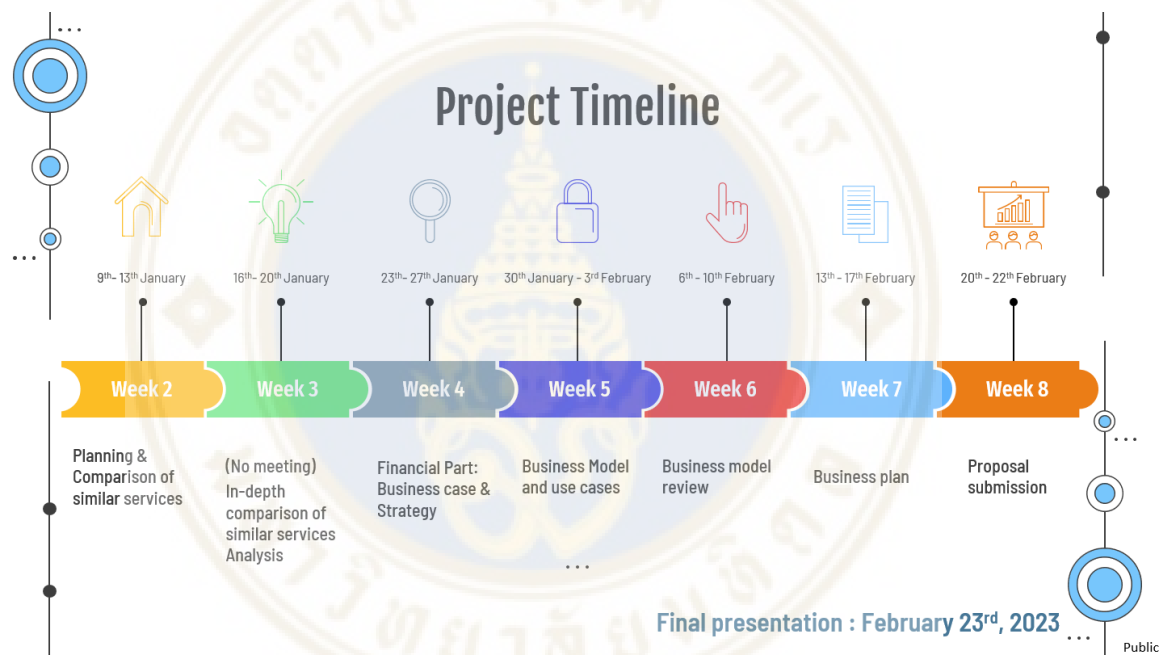 Project Timeline
9th- 13th January
16th- 20th January
23th- 27th January
30th January - 3rd February
6th - 10th February
13th - 17th February
20th - 22th February
Week 2
Week 3
Week 4
Week 5
Week 6
Week 7
Week 8
Planning &
Comparison of
similar services
(No meeting)
In-depth
comparison of
similar services
Analysis
Financial Part:
Business case &
Strategy
Business Model
and use cases
Business model
review
Business plan
Proposal
submission
...
Final presentation : February 23rd, 2023
Public